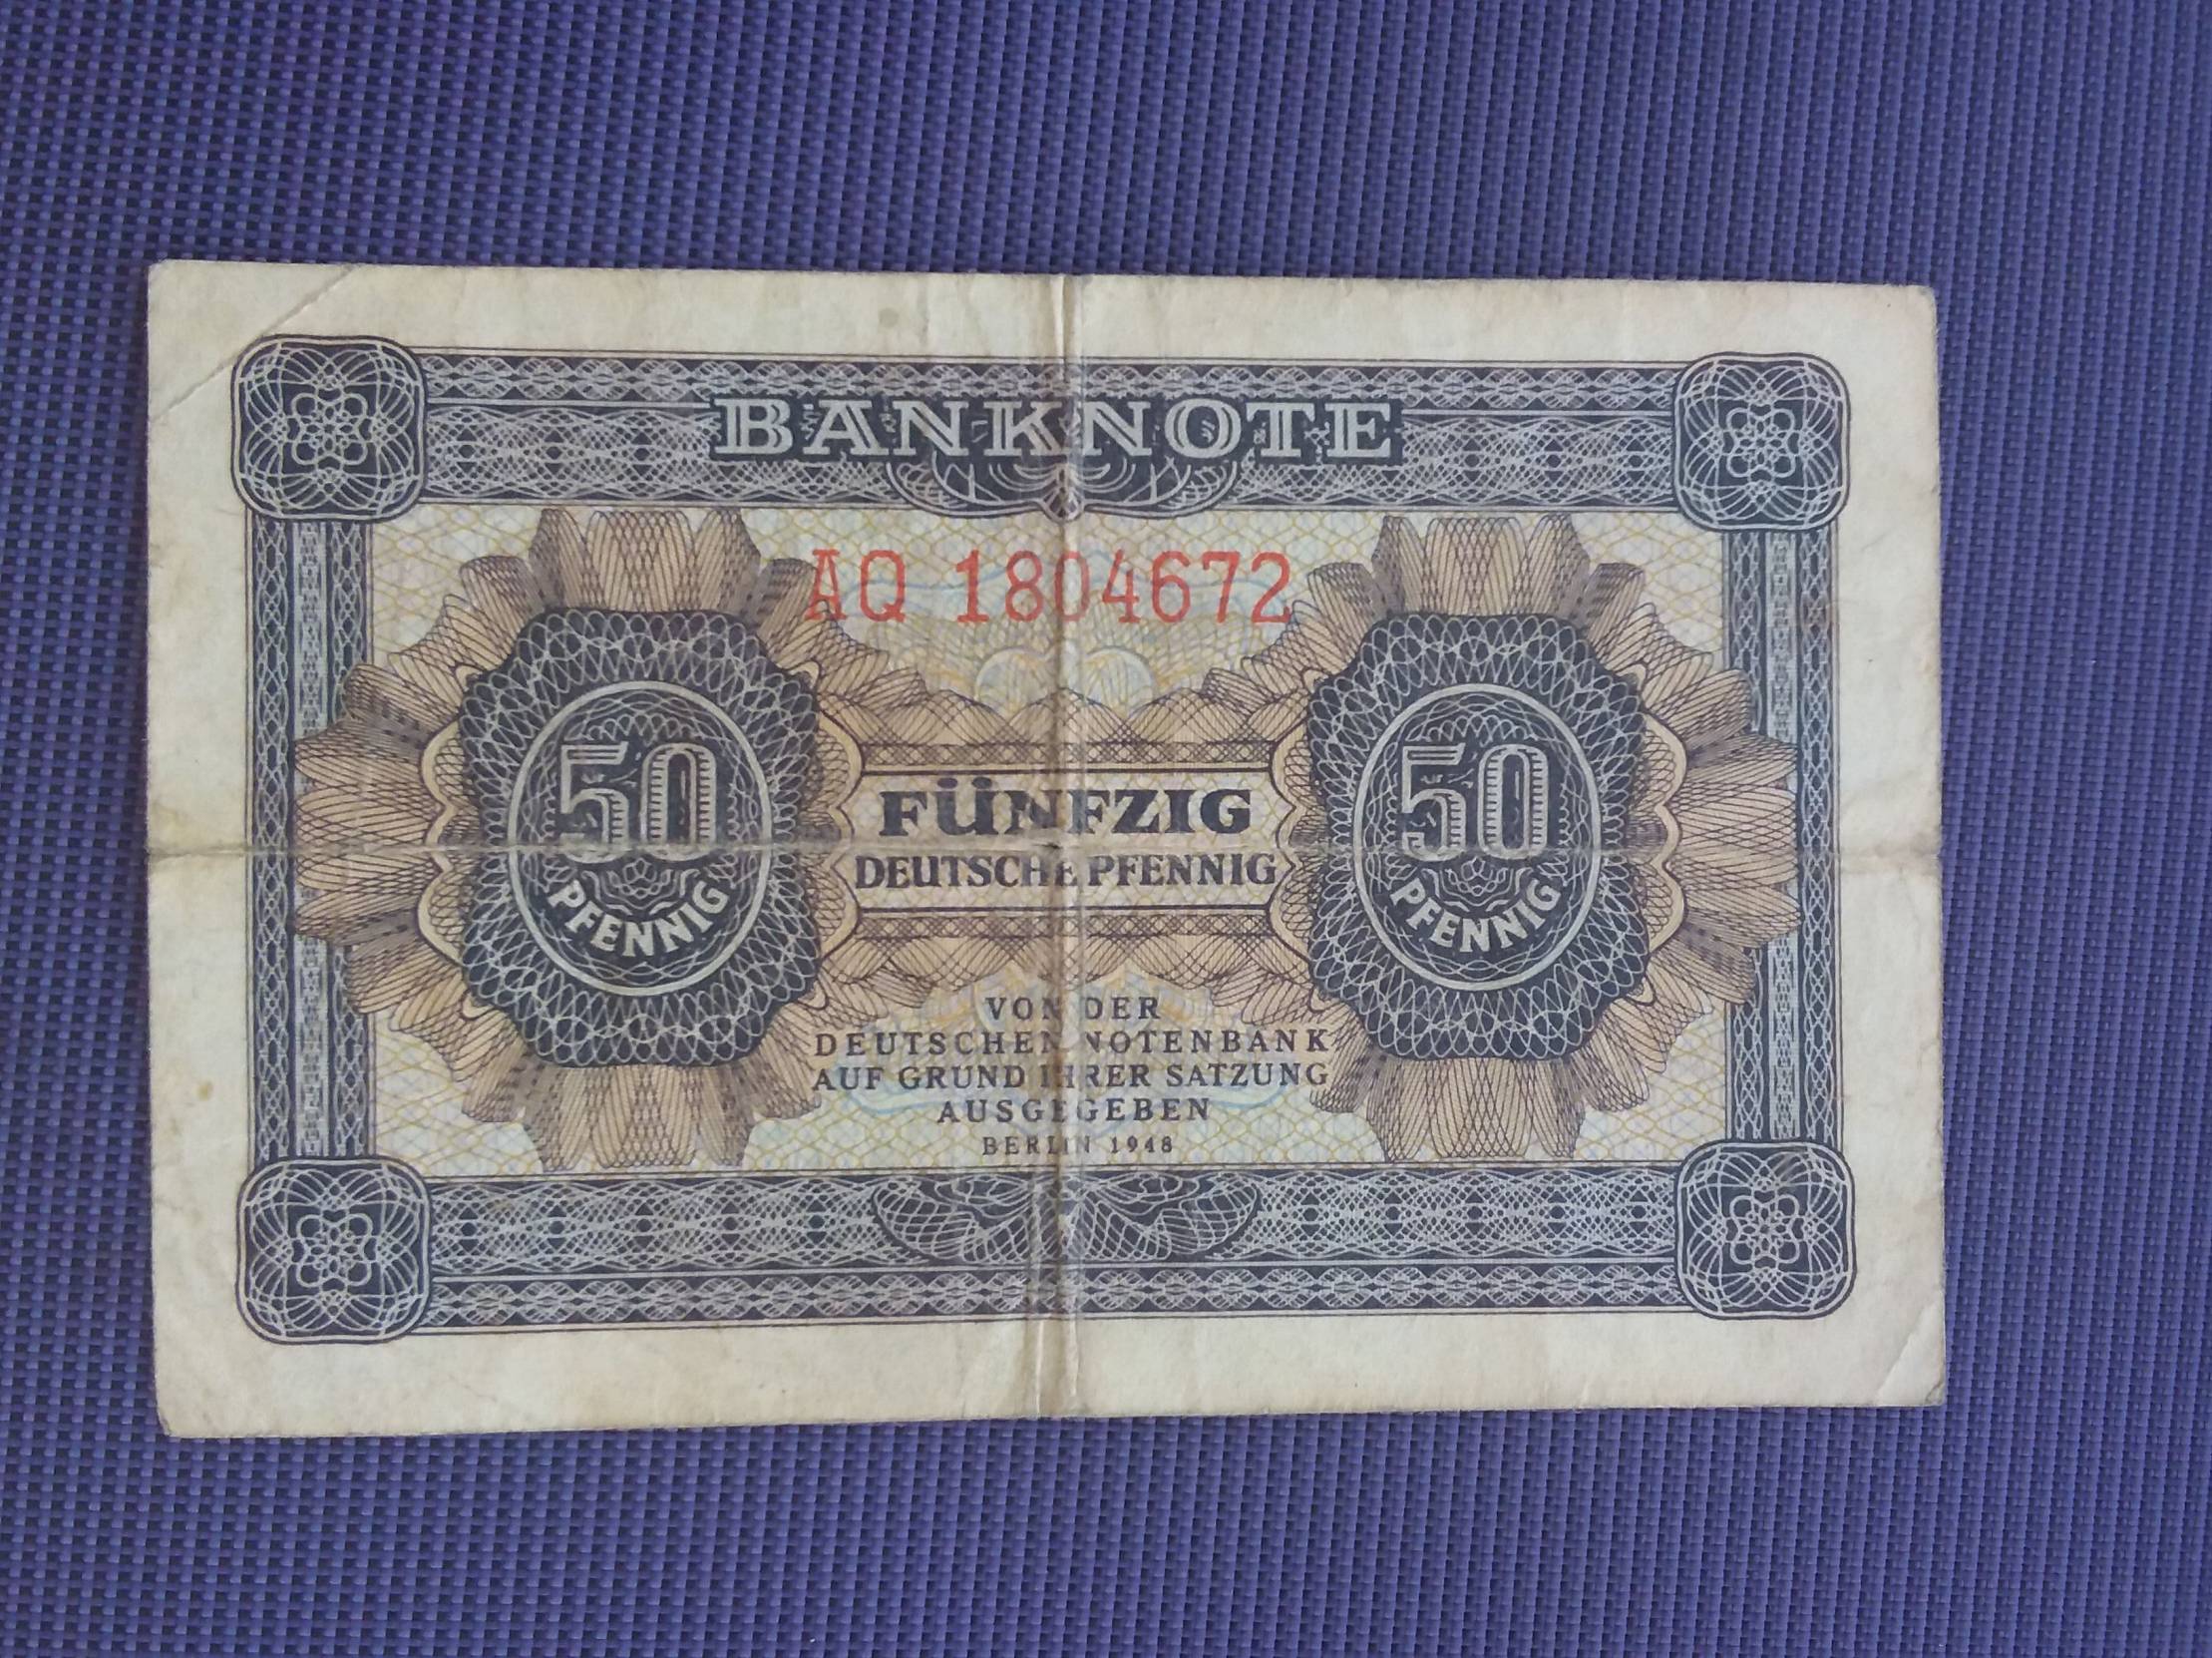 BANKNOTE
AQ 1804672
50
PFENNIG
FÜNFZIG
DEUTSCHE PFENNIG
50
PFENNIG
VON DER
DEUTSCHEN NOTENBANK
AUF GRUND IHRER SATZUNG
AUSGEGEBEN
BERLIN 1948